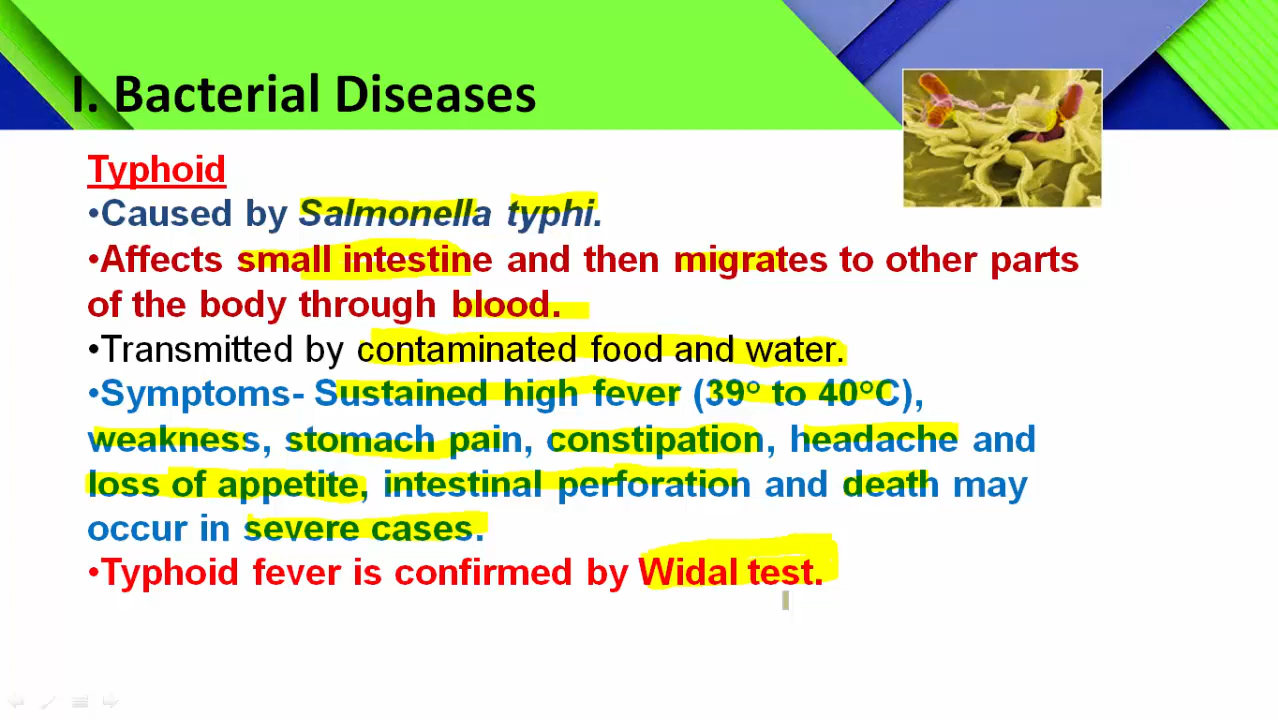 I. Bacterial Diseases
Typhoid
•Caused by Salmonella typhi.
•Affects small intestine and then migrates to other parts
of the body through blood.
•Transmitted by contaminated food and water.
•Symptoms- Sustained high fever (39° to 40°C),
weakness, stomach pain, constipation, headache and
loss of appetite, intestinal perforation and death may
occur in severe cases.
•Typhoid fever is confirmed by Widal test.